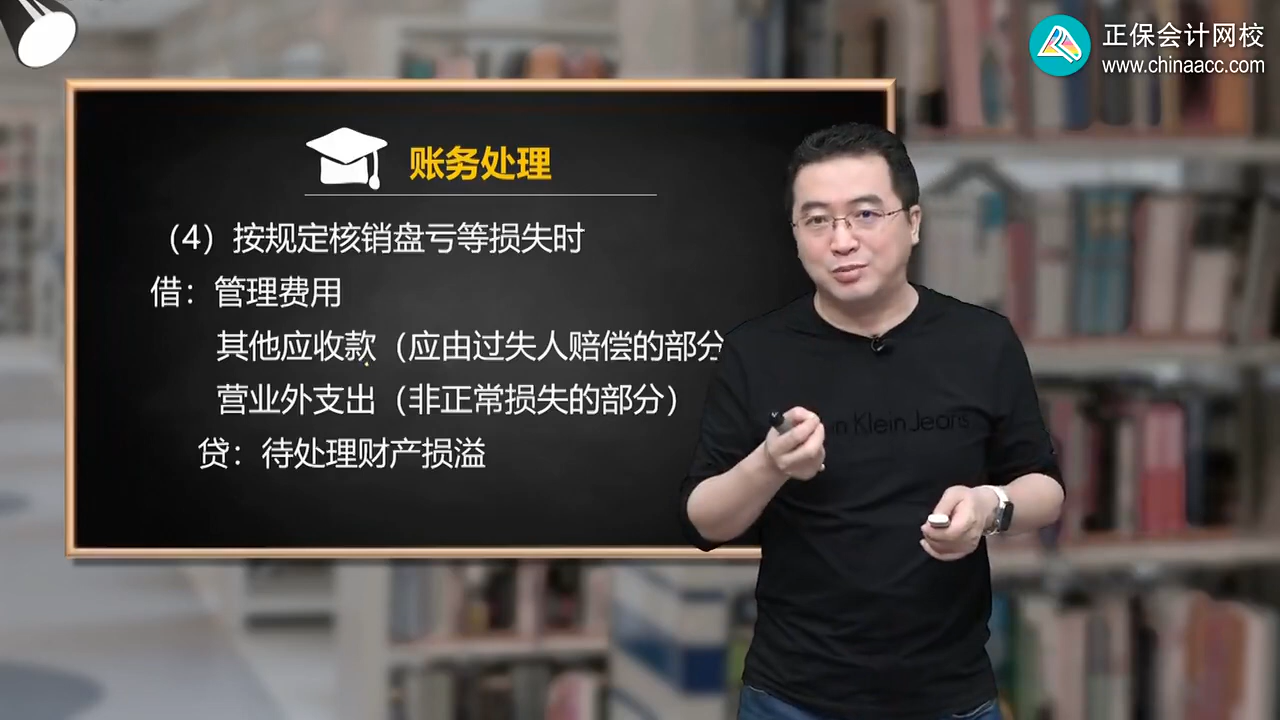 正保会计网校
www.chinaacc.com
账务处理
（4）按规定核销盘亏等损失时
借：管理费用
其他应收款（应由过失人赔偿的部分
营业外支出（非正常损失的部分）
贷：待处理财产损溢
Klein Jeans